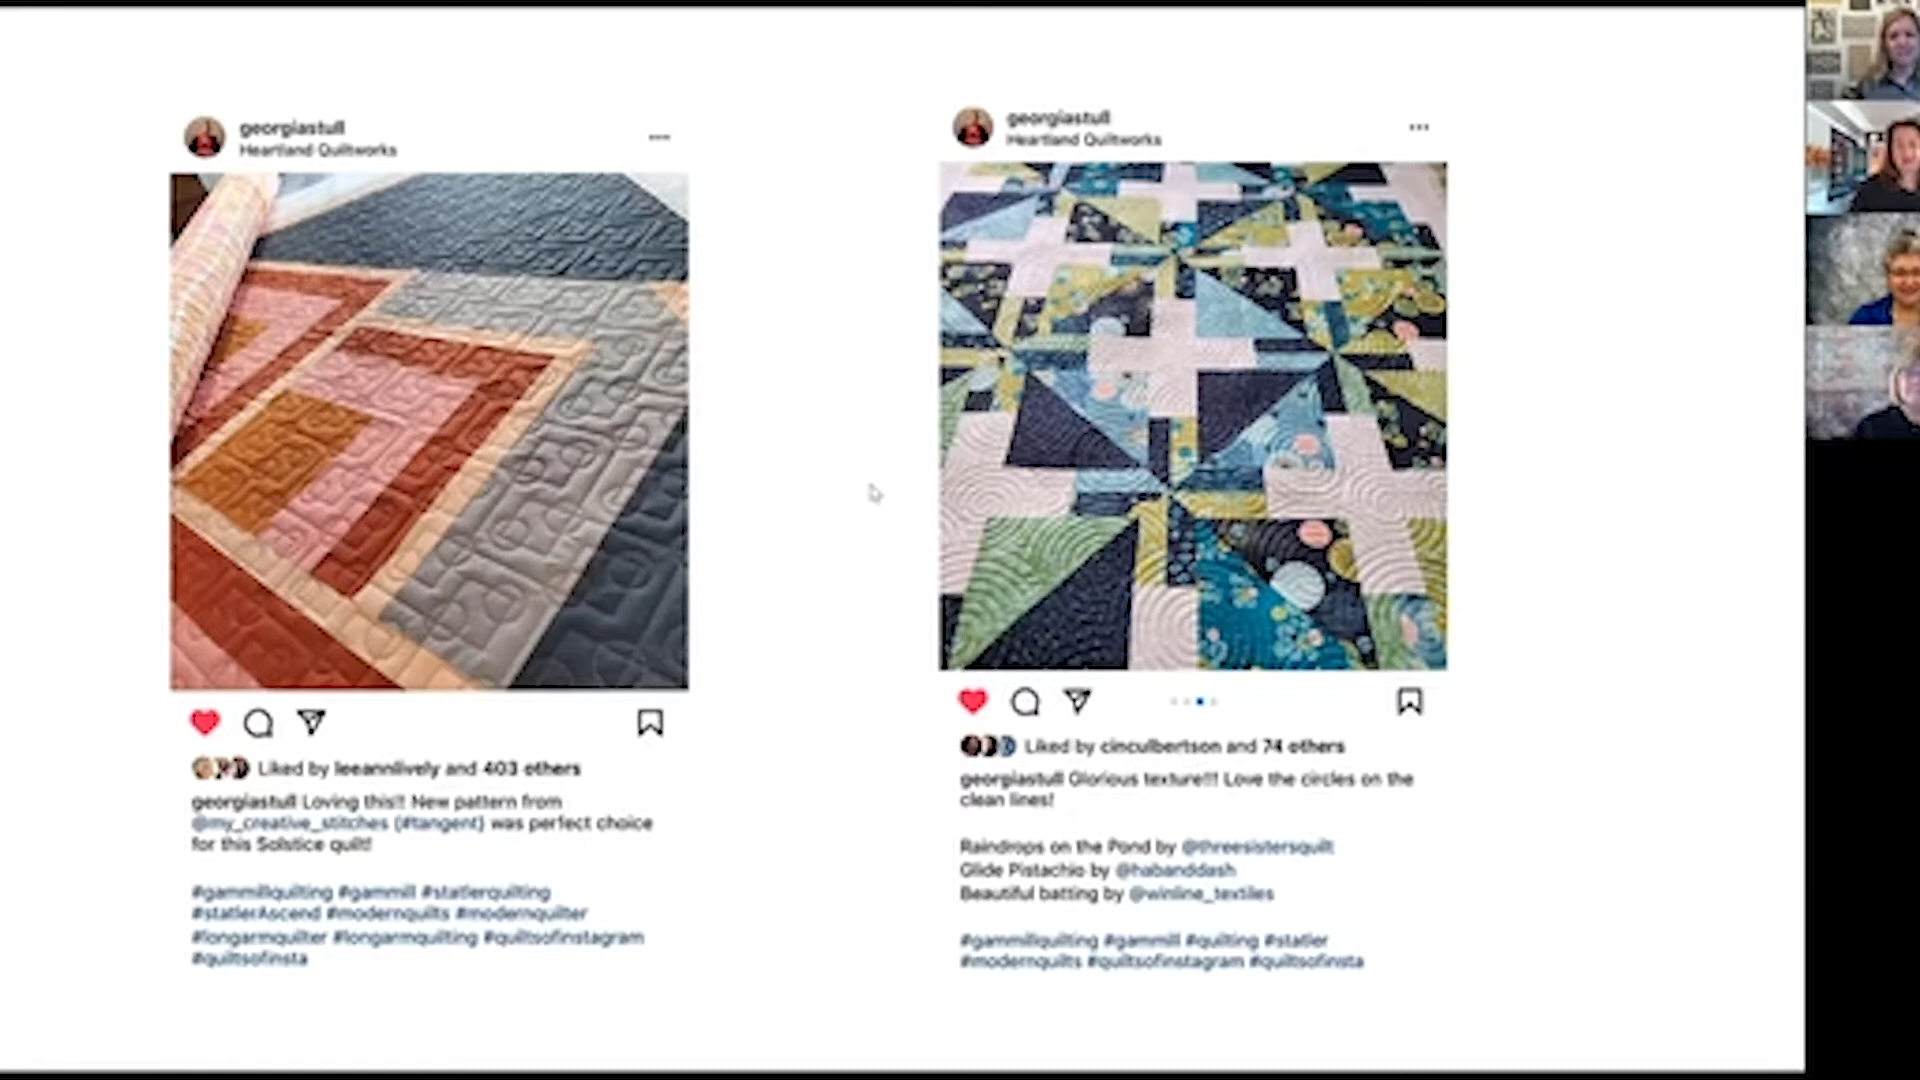 georgiastull
Heartland Quiltworks
Liked by leeannlively and 403 others
georgiastull Loving this!! New pattern from
@my_creative_stitches (#tangent) was perfect choice
for this Solstice quilt!
#gammillquilting #gammill #statlerquilting
#statlerAscend #modernquilts #modernquilter
#longarmquilter #longarmquilting #quiltsofinstagram
#quiltsofinsta
georgiastull
Heartland Quiltworks
Liked by cinculbertson and 74 others
georgiastull Glorious texture!!! Love the circles on the
clean lines!
Raindrops on the Pond by @threesistersquilt
Glide Pistachio by @habanddash
Beautiful batting by @winline_textiles
#gammillquilting #gammill #quilting #statler
#modernquilts #quiltsofinstagram #quiltsofinsta